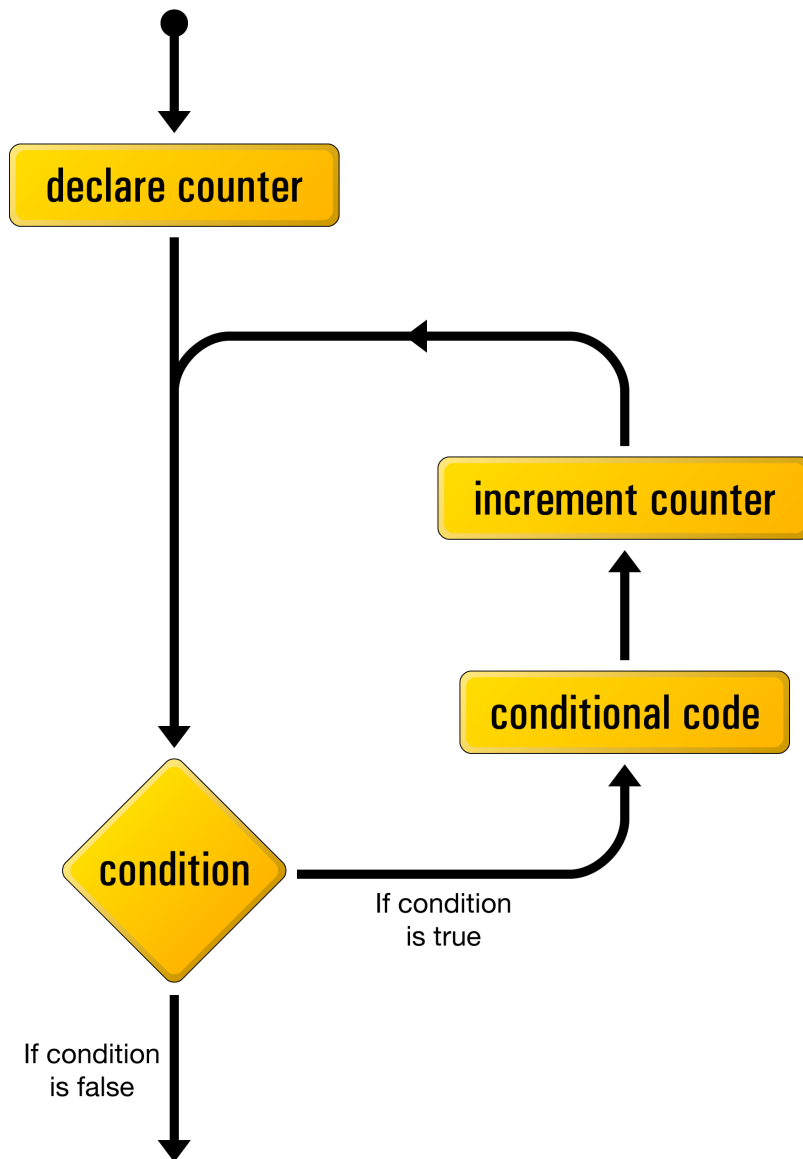 declare counter
increment counter
conditional code
condition
If condition
is true
If condition
is false